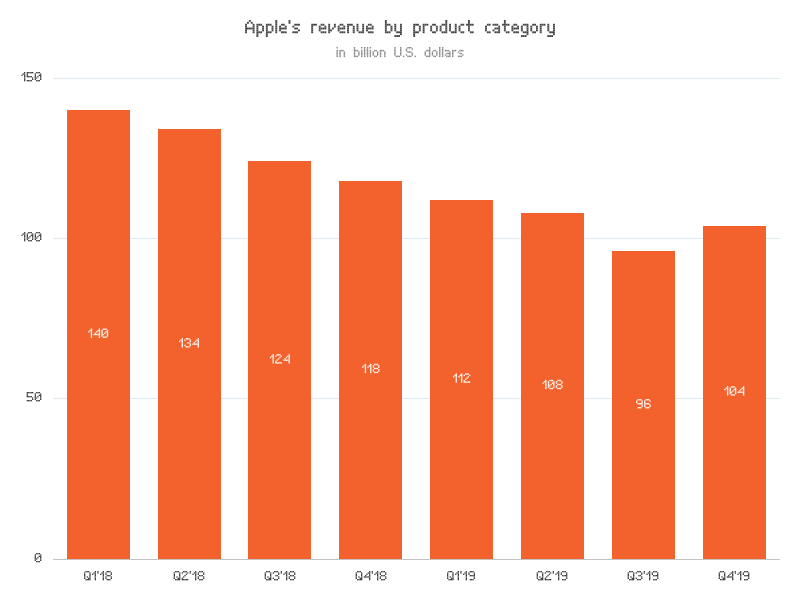 Apple's revenue by product category
in billion U.S. dollars
150
100
50
0
140
134
124
118
112
108
96
104
Q1'18
Q2'18
Q3'18
Q4'18
Q1'19
Q2'19
Q3'19
Q4'19